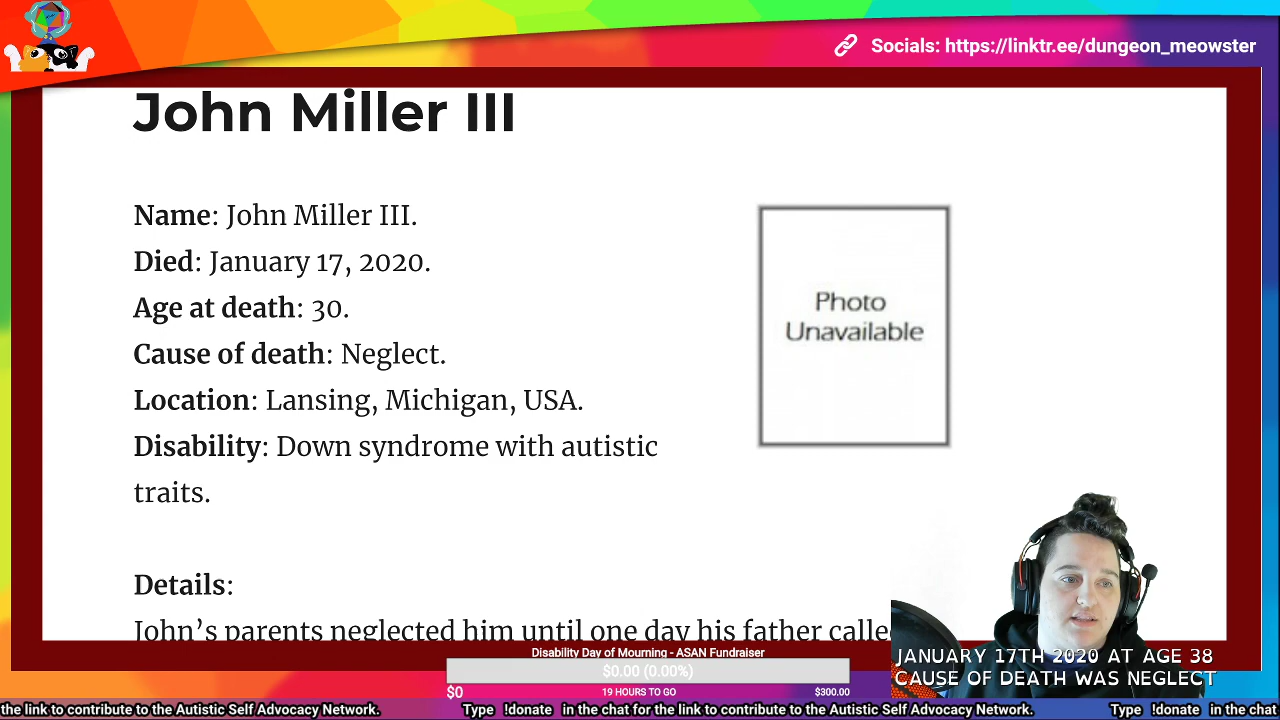 Socials: https://linktr.ee/dungeon_meowster
John Miller III
Name: John Miller III.
Died: January 17, 2020.
Age at death: 30.
Cause of death: Neglect.
Location: Lansing, Michigan, USA.
Disability: Down syndrome with autistic
traits.
Photo
Unavailable
Details:
John’s parents neglected him until one day his father called
JANUARY 17TH 2020 AT AGE 38
CAUSE OF DEATH WAS NEGLECT
Disability Day of Mourning - ASAN Fundraiser
$0.00 (0.00%)
$0 19 HOURS TO GO $300.00
the link to contribute to the Autistic Self Advocacy Network. Type !donate in the chat for the link to contribute to the Autistic Self Advocacy Network. Type !donate in the chat